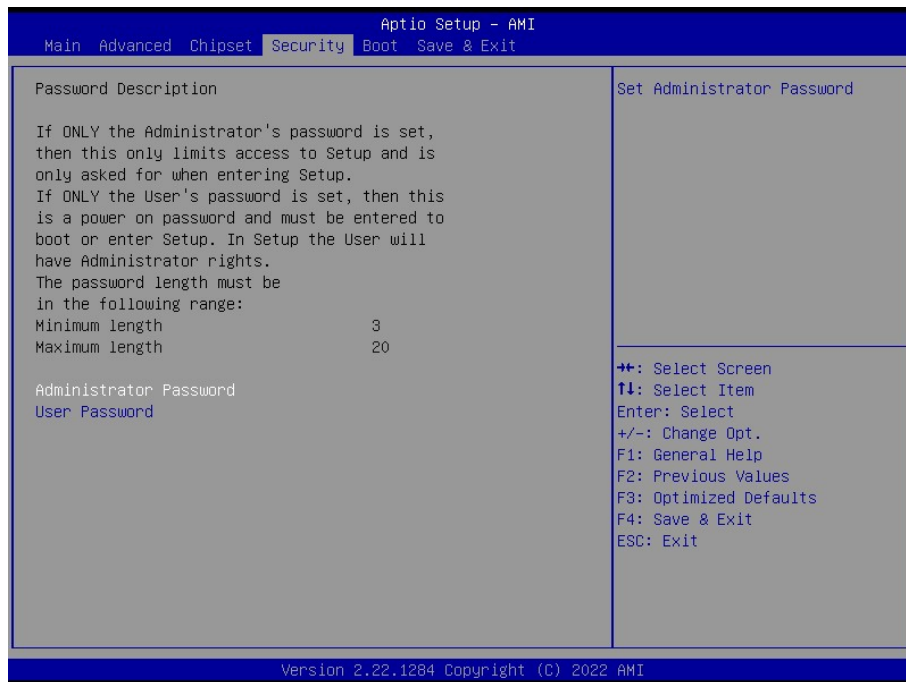 Aptio Setup – AMI
Main Advanced Chipset Security Boot Save & Exit
Password Description
If ONLY the Administrator's password is set,
then this only limits access to Setup and is
only asked for when entering Setup.
If ONLY the User's password is set, then this
is a power on password and must be entered to
boot or enter Setup. In Setup the User will
have Administrator rights.
The password length must be
in the following range:
Minimum length 3
Maximum length 20
Administrator Password
User Password
Set Administrator Password
→←: Select Screen
↑↓: Select Item
Enter: Select
+/-: Change Opt.
F1: General Help
F2: Previous Values
F3: Optimized Defaults
F4: Save & Exit
ESC: Exit
Version 2.22.1284 Copyright (C) 2022 AMI